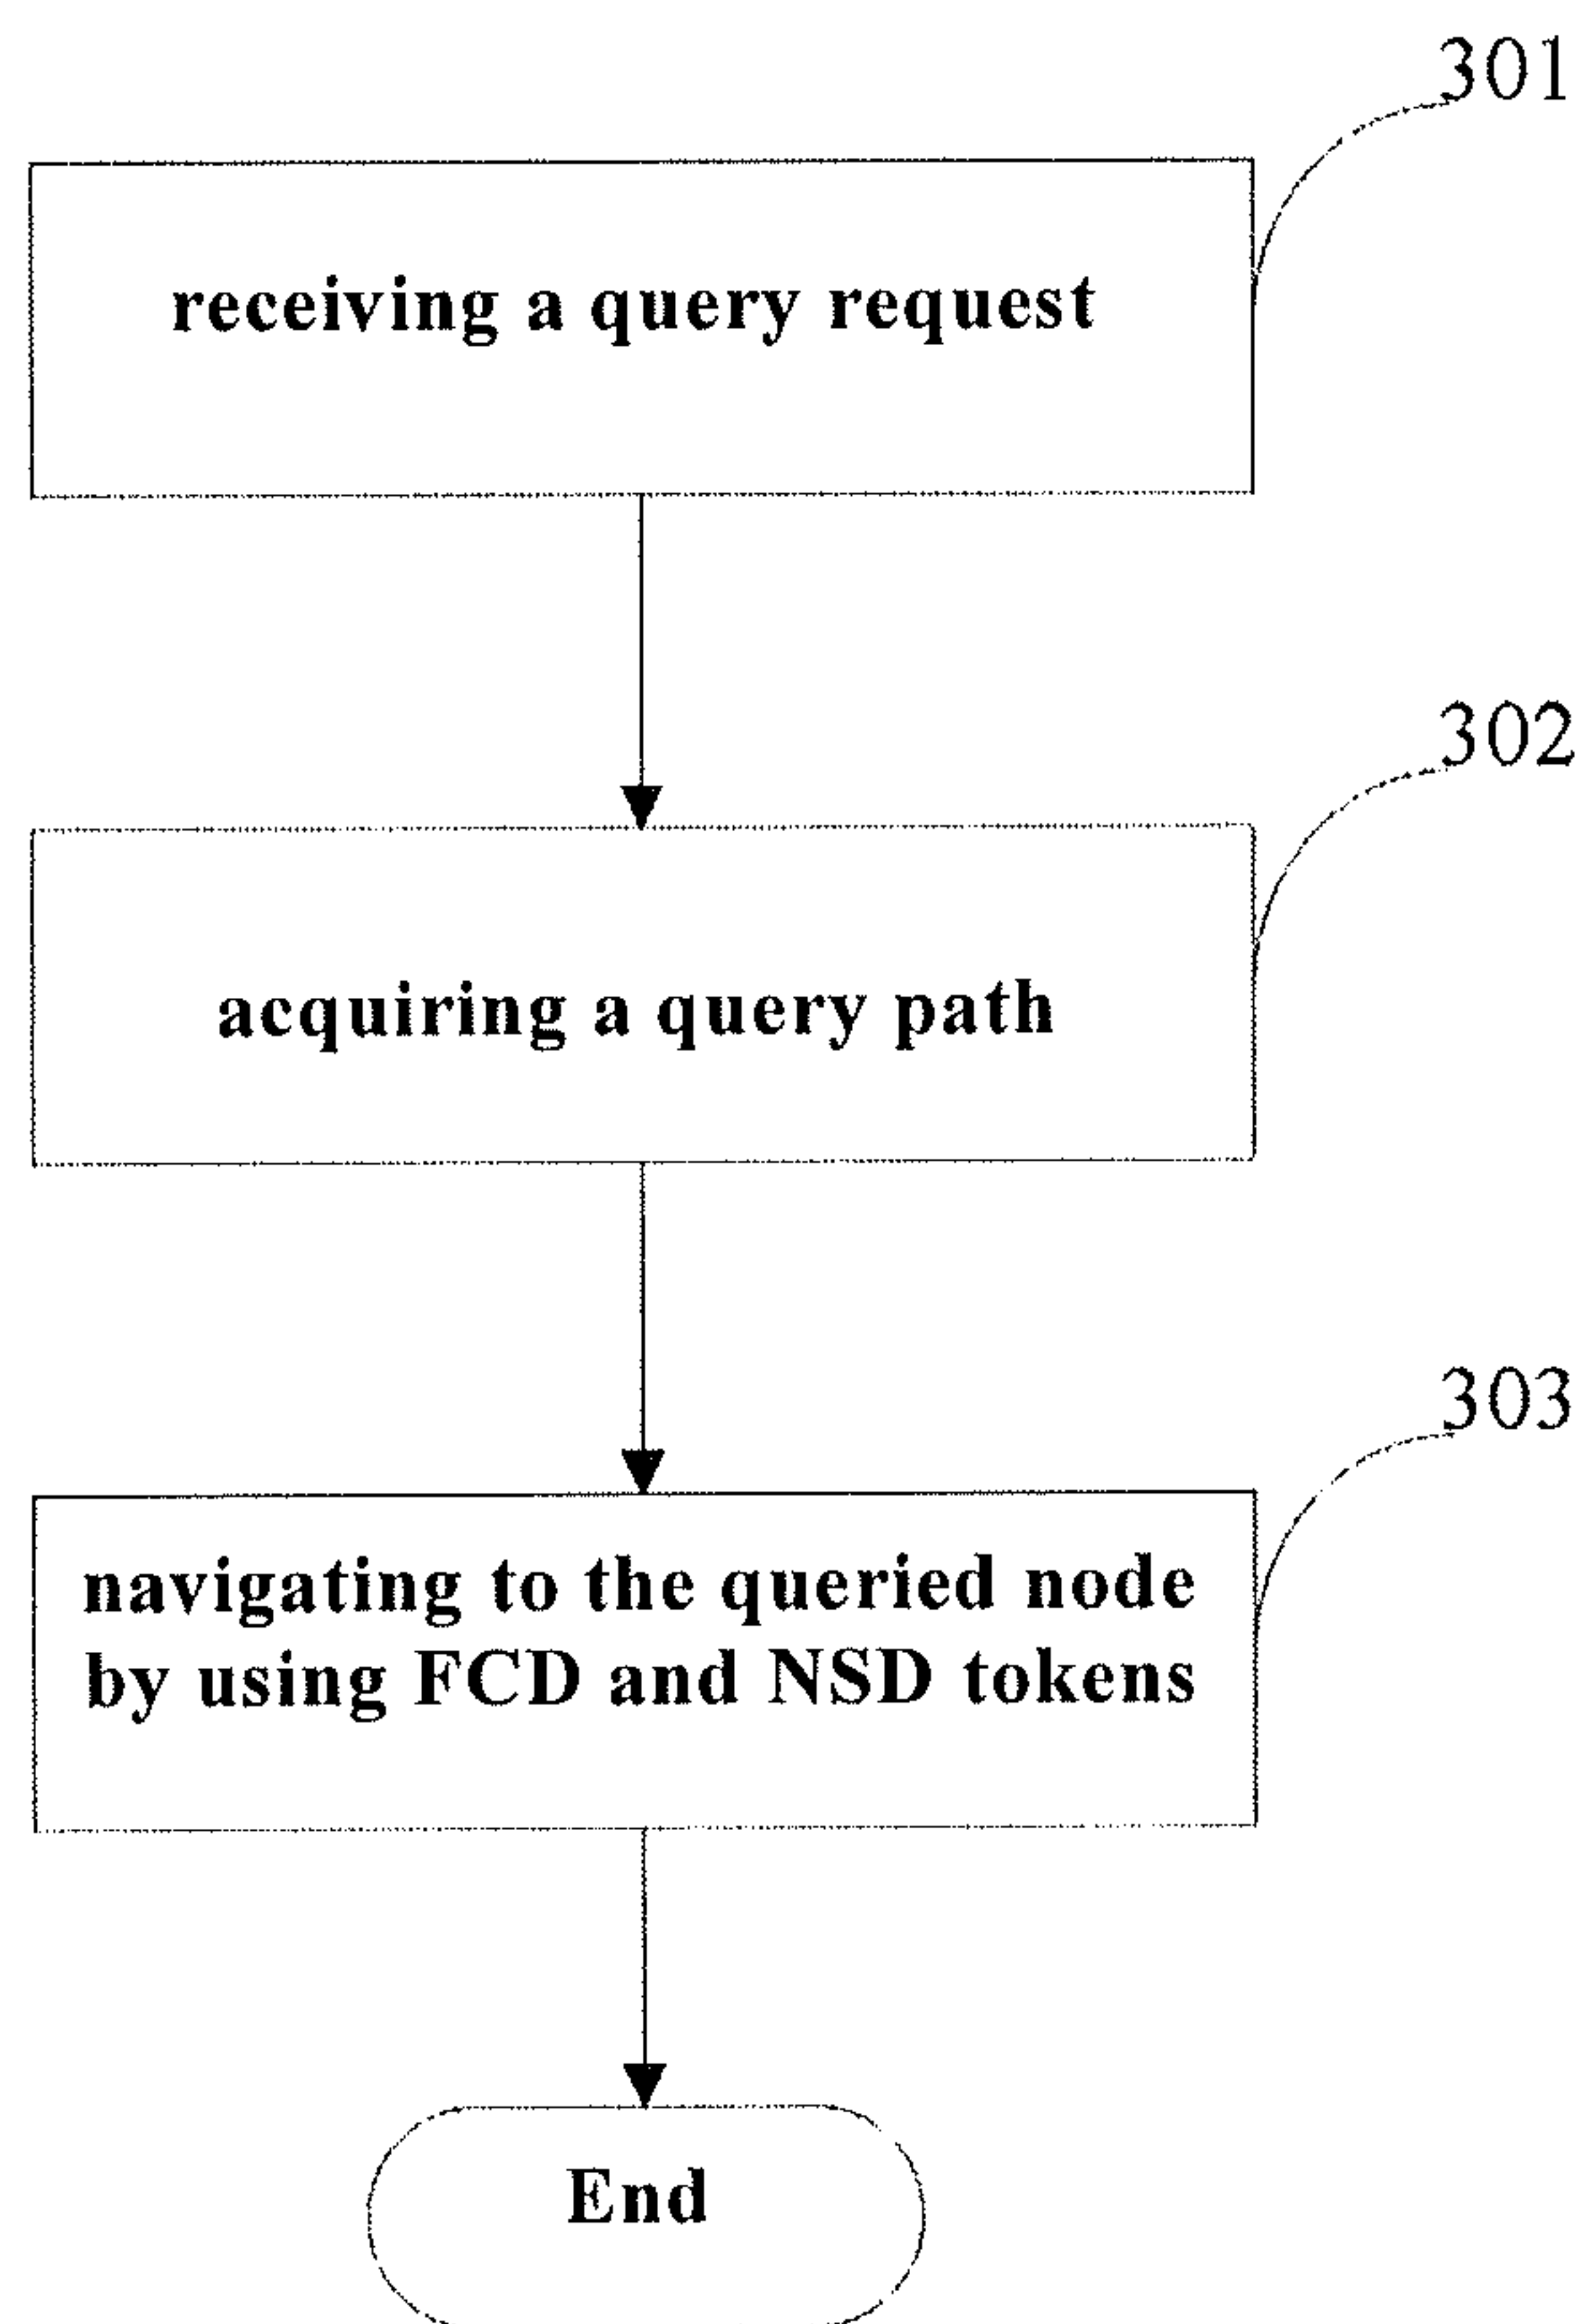 301
receiving a query request
302
acquiring a query path
303
navigating to the queried node
by using FCD and NSD tokens
End